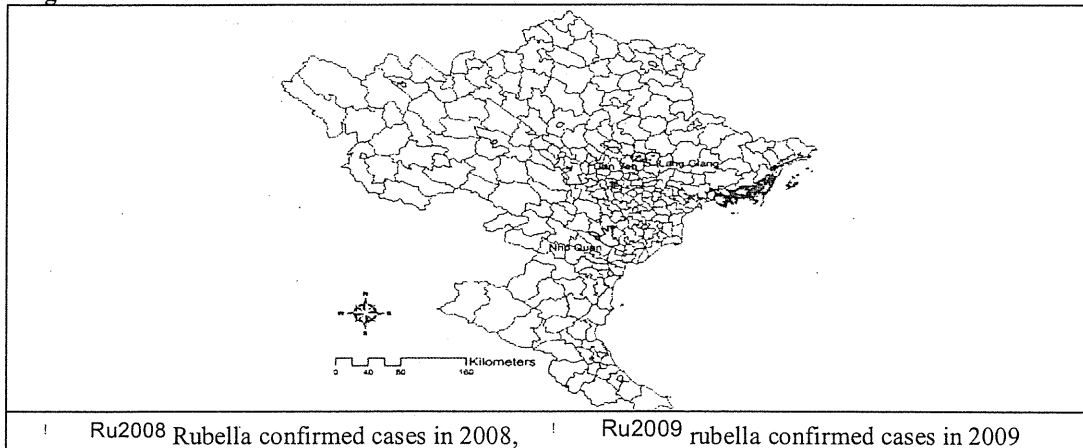 Lang Giang
Nho Quan
N
W E
S
Kilometers
0 40 80 160
! Ru2008 Rubella confirmed cases in 2008, ! Ru2009 rubella confirmed cases in 2009